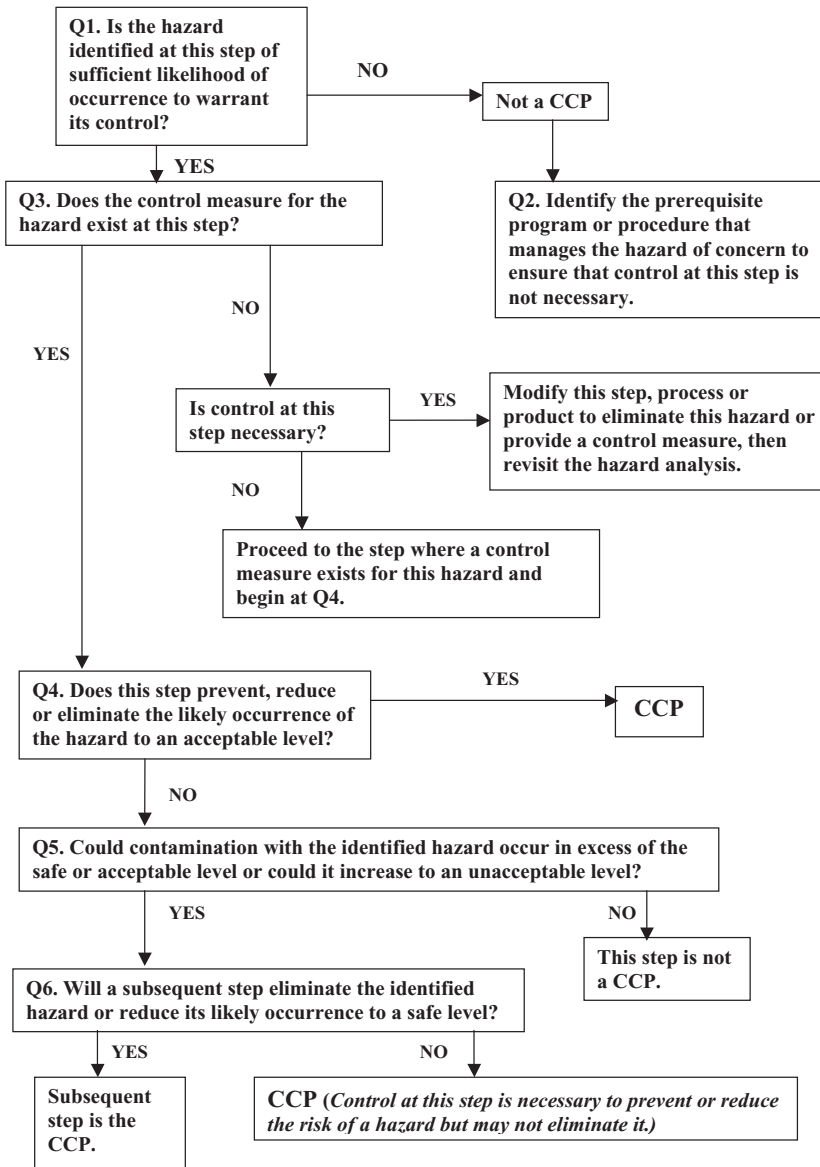 Q1. Is the hazard
identified at this step of
sufficient likelihood of
occurrence to warrant
its control?
NO
Not a CCP
YES
Q2. Identify the prerequisite
program or procedure that
manages the hazard of concern to
ensure that control at this step is
not necessary.
Q3. Does the control measure for the
hazard exist at this step?
NO
YES
Is control at this
step necessary?
YES
Modify this step, process or
product to eliminate this hazard or
provide a control measure, then
revisit the hazard analysis.
NO
Proceed to the step where a control
measure exists for this hazard and
begin at Q4.
Q4. Does this step prevent, reduce
or eliminate the likely occurrence of
the hazard to an acceptable level?
YES
CCP
NO
Q5. Could contamination with the identified hazard occur in excess of the
safe or acceptable level or could it increase to an unacceptable level?
YES
NO
This step is not
a CCP.
Q6. Will a subsequent step eliminate the identified
hazard or reduce its likely occurrence to a safe level?
YES
NO
Subsequent
step is the
CCP.
CCP (Control at this step is necessary to prevent or reduce
the risk of a hazard but may not eliminate it.)